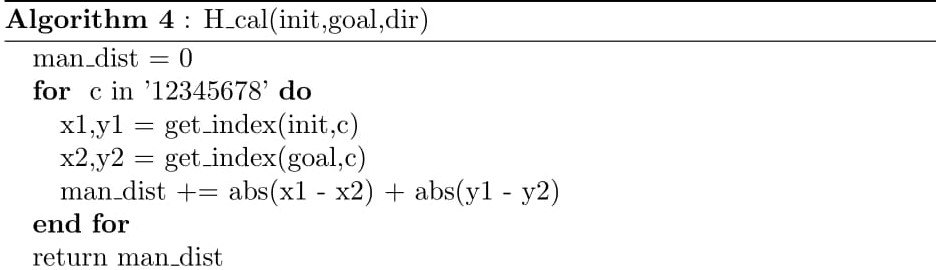 Algorithm 4 : H_cal(init,goal,dir)
man_dist = 0
for c in '12345678' do
x1,y1 = get_index(init,c)
x2,y2 = get_index(goal,c)
man_dist += abs(x1 - x2) + abs(y1 - y2)
end for
return man_dist